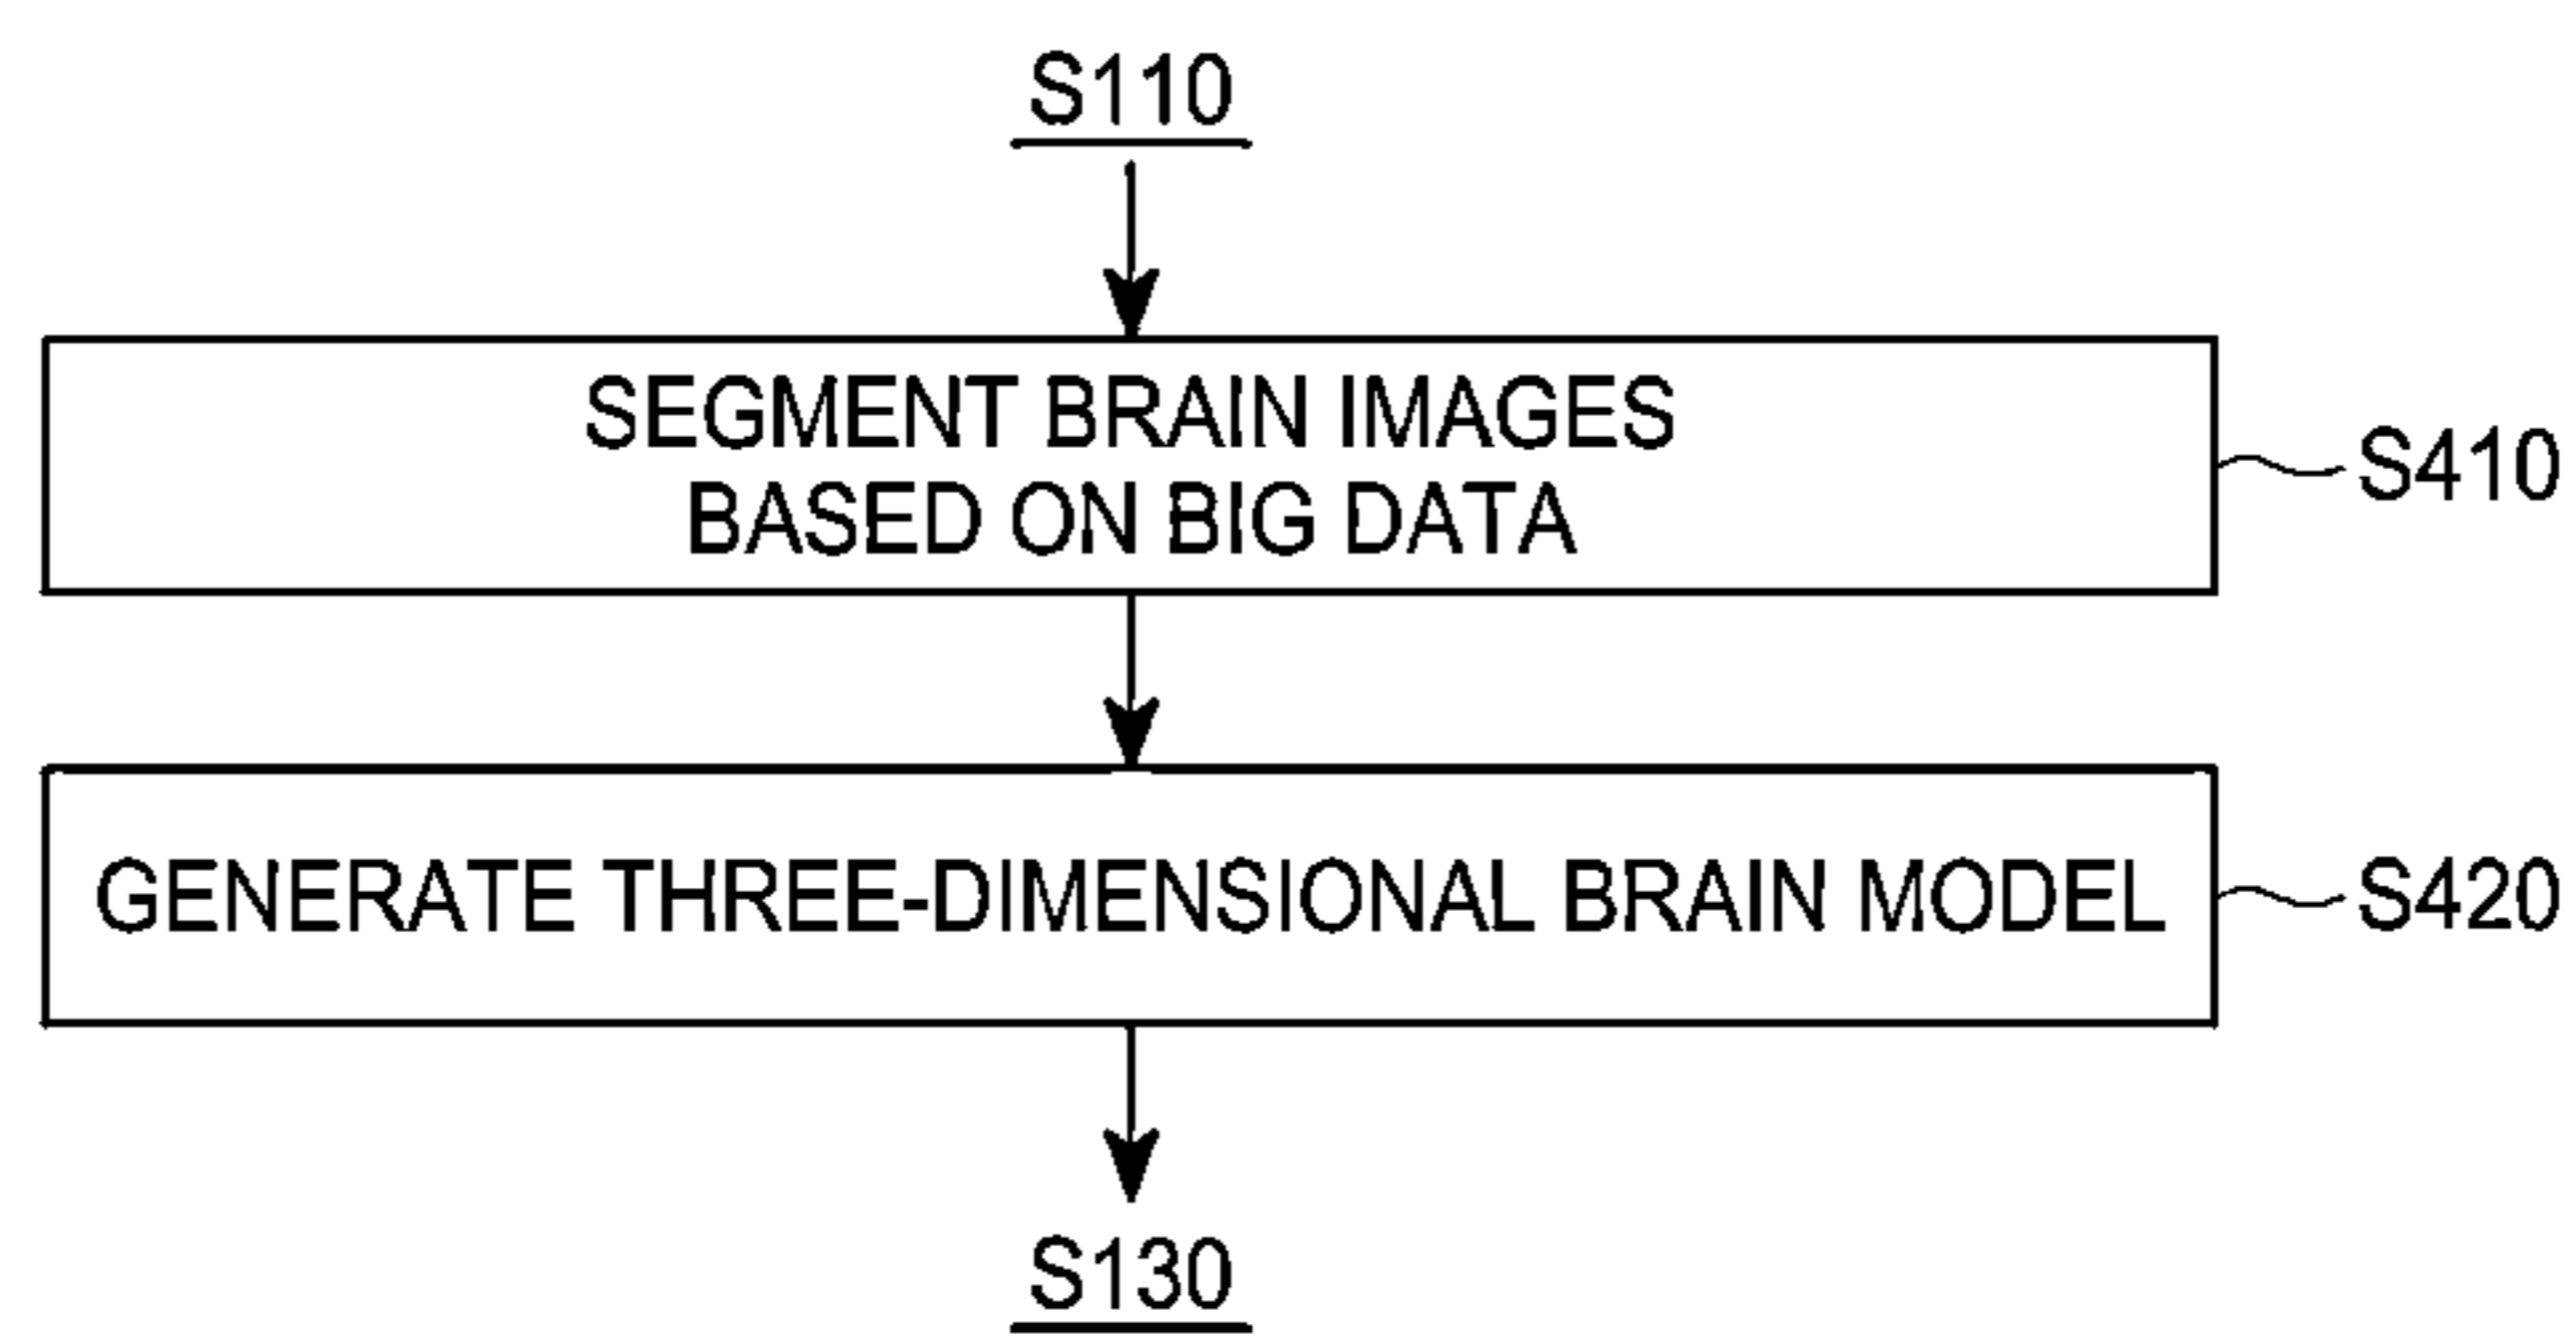 S110
SEGMENT BRAIN IMAGES
BASED ON BIG DATA
S410
GENERATE THREE-DIMENSIONAL BRAIN MODEL
S420
S130